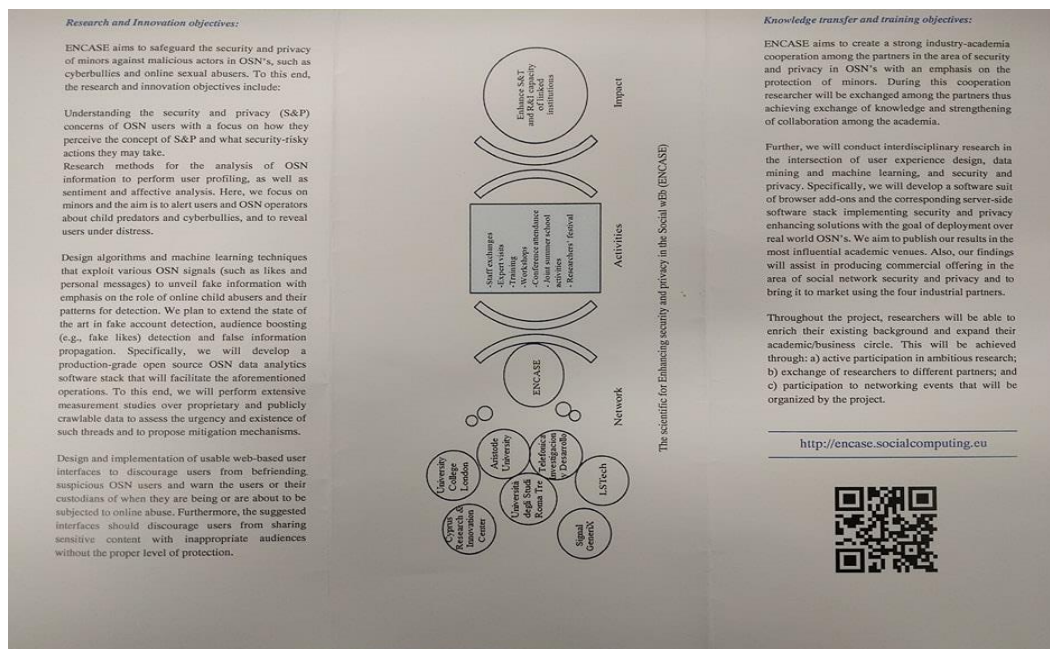 Research and Innovation objectives:
ENCASE aims to safeguard the security and privacy
of minors against malicious actors in OSN's, such as
cyberbullies and online sexual abusers. To this end,
the research and innovation objectives include:
Understanding the security and privacy (S&P)
concerns of OSN users with a focus on how they
perceive the concept of S&P and what security-risky
actions they may take.
Research methods for the analysis of OSN
information to perform user profiling, as well as
sentiment and affective analysis. Here, we focus on
minors and the aim is to alert users and OSN operators
about child predators and cyberbullies, and to reveal
users under distress.
Design algorithms and machine learning techniques
that exploit various OSN signals (such as likes and
personal messages) to unveil fake information with
emphasis on the role of online child abusers and their
patterns for detection. We plan to extend the state of
the art in fake account detection, audience boosting
(e.g., fake likes) detection and false information
propagation. Specifically, we will develop a
production-grade open source OSN data analytics
software stack that will facilitate the aforementioned
operations. To this end, we will perform extensive
measurement studies over proprietary and publicly
crawlable data to assess the urgency and existence of
such threads and to propose mitigation mechanisms.
Design and implementation of usable web-based user
interfaces to discourage users from befriending
suspicious OSN users and warn the users or their
custodians of when they are being or are about to be
subjected to online abuse. Furthermore, the suggested
interfaces should discourage users from sharing
sensitive content with inappropriate audiences
without the proper level of protection.
Cyprus
Research &
Innovation
Center
University
College
London
Aristotle
University
Università
degli Studi
Roma Tre
Telefonica
Investigacion
y Desarrollo
Signal
GeneriX
LSTech
ENCASE
• Staff exchanges
• Expert visits
• Training
• Workshops
• Conference attendance
• Joint summer school
activities
• Researchers' festival
Enhance S&T
and R&I capacity
of linked
institutions
Network
Activities
Impact
The scientific for Enhancing security and privacy in the Social wEb (ENCASE)
Knowledge transfer and training objectives:
ENCASE aims to create a strong industry-academia
cooperation among the partners in the area of security
and privacy in OSN's with an emphasis on the
protection of minors. During this cooperation
researcher will be exchanged among the partners thus
achieving exchange of knowledge and strengthening
of collaboration among the academia.
Further, we will conduct interdisciplinary research in
the intersection of user experience design, data
mining and machine learning, and security and
privacy. Specifically, we will develop a software suit
of browser add-ons and the corresponding server-side
software stack implementing security and privacy
enhancing solutions with the goal of deployment over
real world OSN's. We aim to publish our results in the
most influential academic venues. Also, our findings
will assist in producing commercial offering in the
area of social network security and privacy and to
bring it to market using the four industrial partners.
Throughout the project, researchers will be able to
enrich their existing background and expand their
academic/business circle. This will be achieved
through: a) active participation in ambitious research;
b) exchange of researchers to different partners; and
c) participation to networking events that will be
organized by the project.
http://encase.socialcomputing.eu